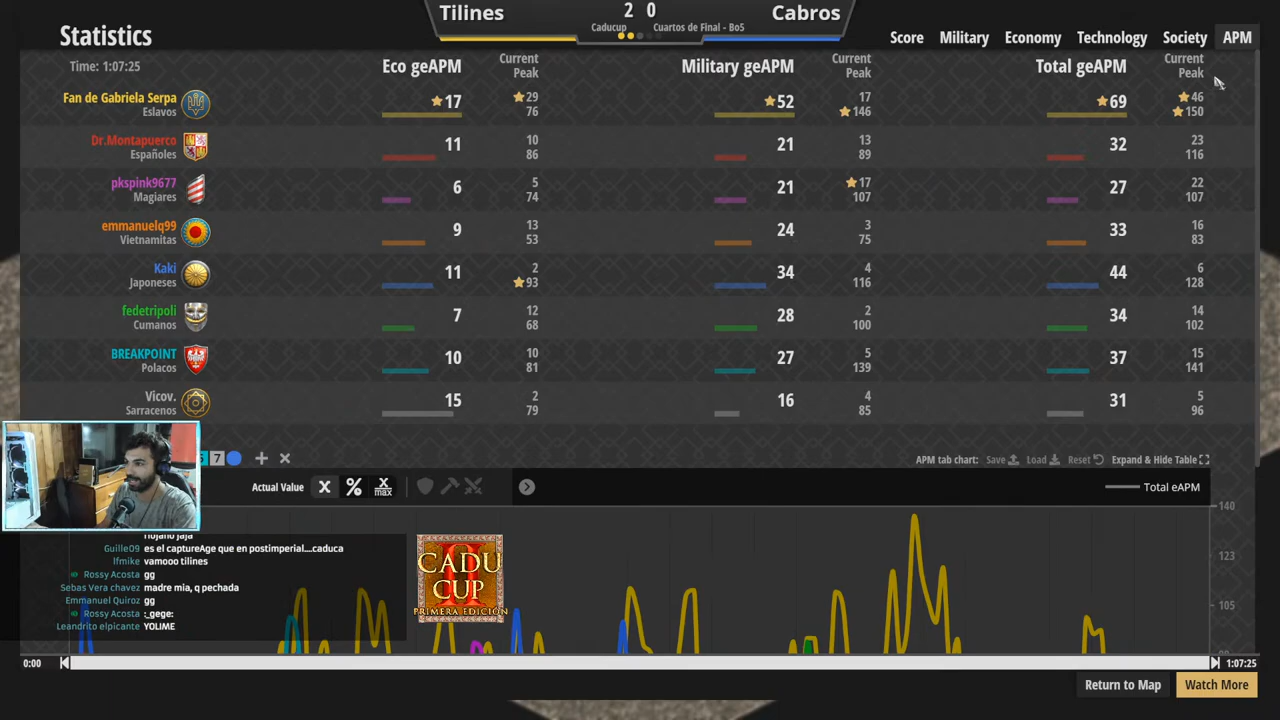 Tilines
2 0
Cabros
Caducup
Cuartos de Final - Bo5
Statistics
Score Military Economy Technology Society APM
Time: 1:07:25
Eco geAPM Current Peak Military geAPM Current Peak Total geAPM Current Peak
Fan de Gabriela Serpa
Eslavos
17 29 76 52 17 146 69 46 150
Dr.Montapuerco
Españoles
11 10 86 21 13 89 32 23 116
pkspink9677
Magiares
6 5 74 21 17 107 27 22 107
emmanuelq99
Vietnamitas
9 13 53 24 3 75 33 16 83
Kaki
Japoneses
11 2 93 34 4 116 44 6 128
fedetripoli
Cumanos
7 12 68 28 2 100 34 14 102
BREAKPOINT
Polacos
10 10 81 27 5 139 37 15 141
Vicov.
Sarracenos
15 2 79 16 4 85 31 5 96
7
APM tab chart: Save Load Reset Expand & Hide Table
Actual Value X % X max
Total eAPM
140
123
105
Guille09 es el captureAge que en postimperial....caduca
lfmike vamooo tilines
Rossy Acosta gg
Sebas Vera chavez madre mia, q pechada
Emmanuel Quiroz gg
Rossy Acosta :_gege:
Leandrito elpicante YOLIME
CADU
II
CUP
PRIMERA EDICIÓN
0:00
1:07:25
Return to Map
Watch More